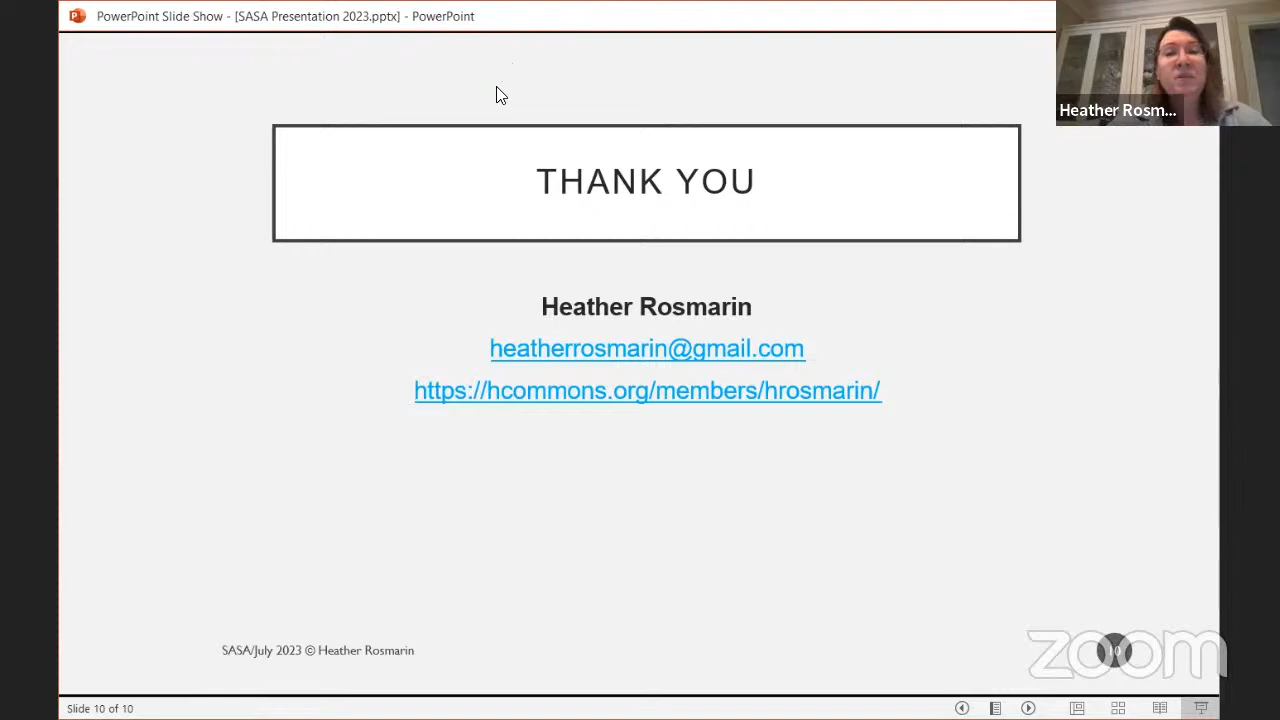 PowerPoint Slide Show - [SASA Presentation 2023.pptx] - PowerPoint
Heather Rosm...
THANK YOU
Heather Rosmarin
heatherrosmarin@gmail.com
https://hcommons.org/members/hrosmarin/
SASA/July 2023 © Heather Rosmarin
10
zoom
Slide 10 of 10